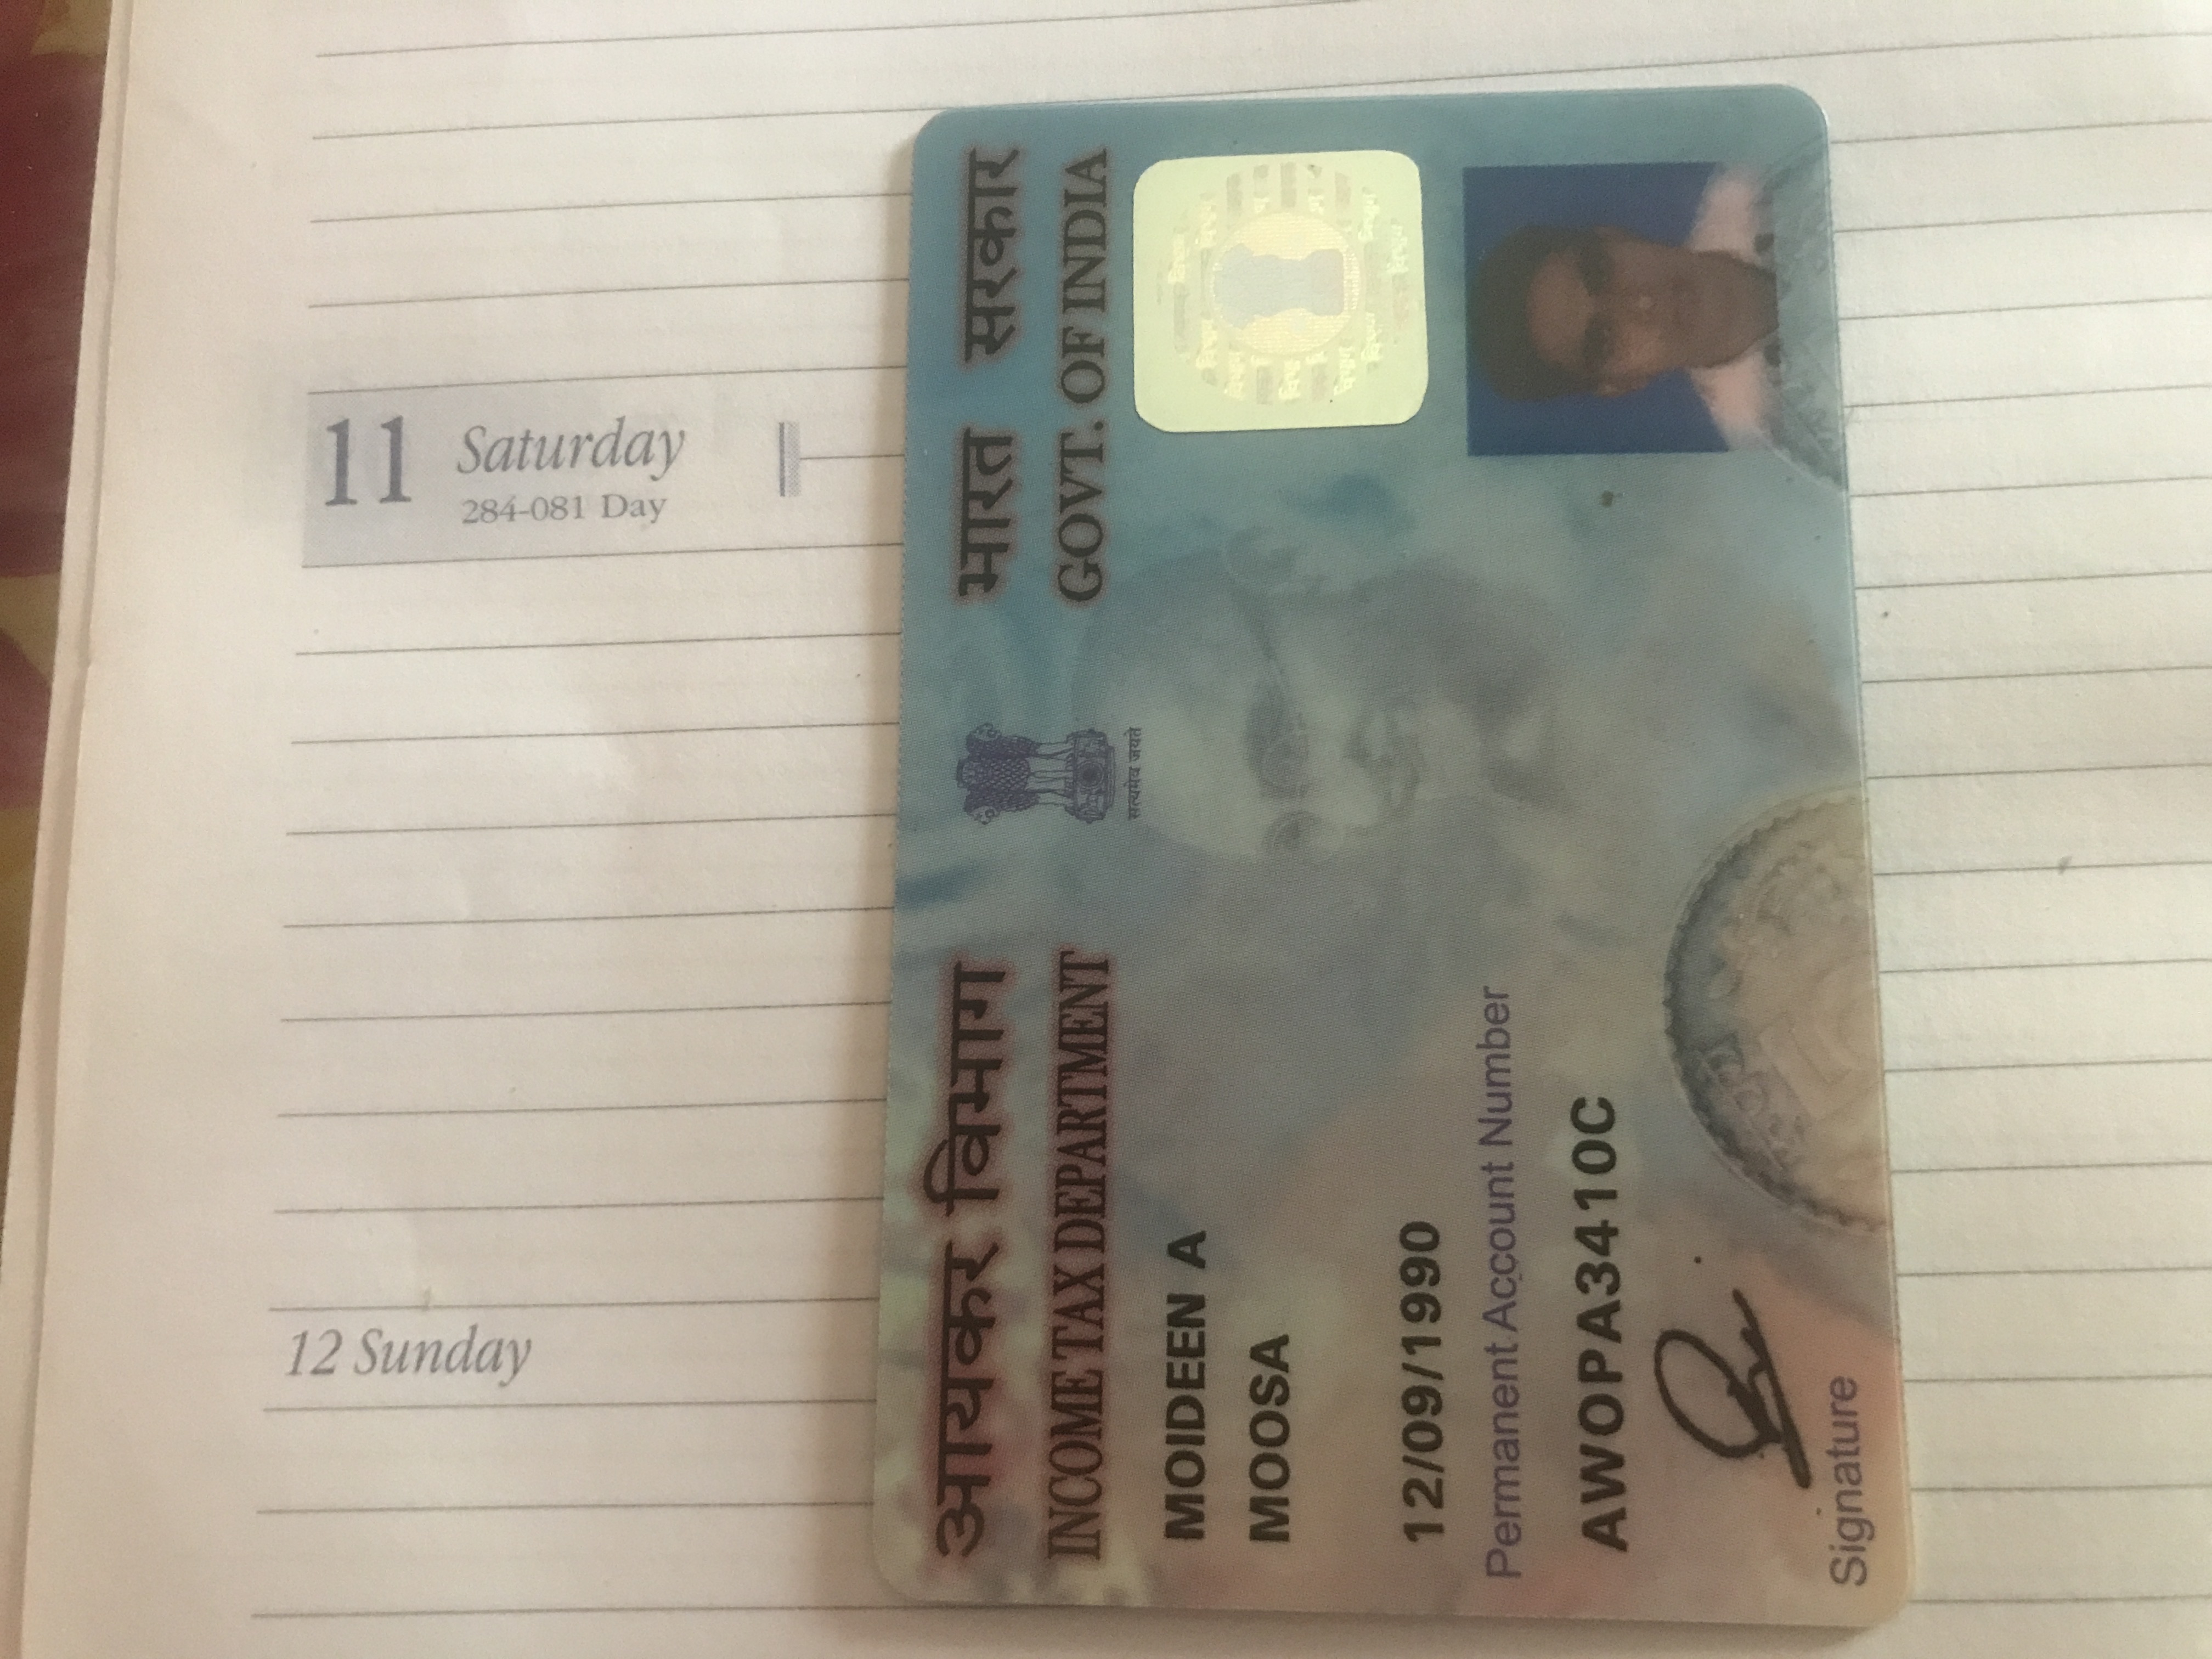 11 Saturday
284-081 Day
12 Sunday
आयकर विभाग
INCOME TAX DEPARTMENT
सत्यमेव जयते
भारत सरकार
GOVT. OF INDIA
MOIDEEN A
MOOSA
12/09/1990
Permanent Account Number
AWOPA3410C
Signature